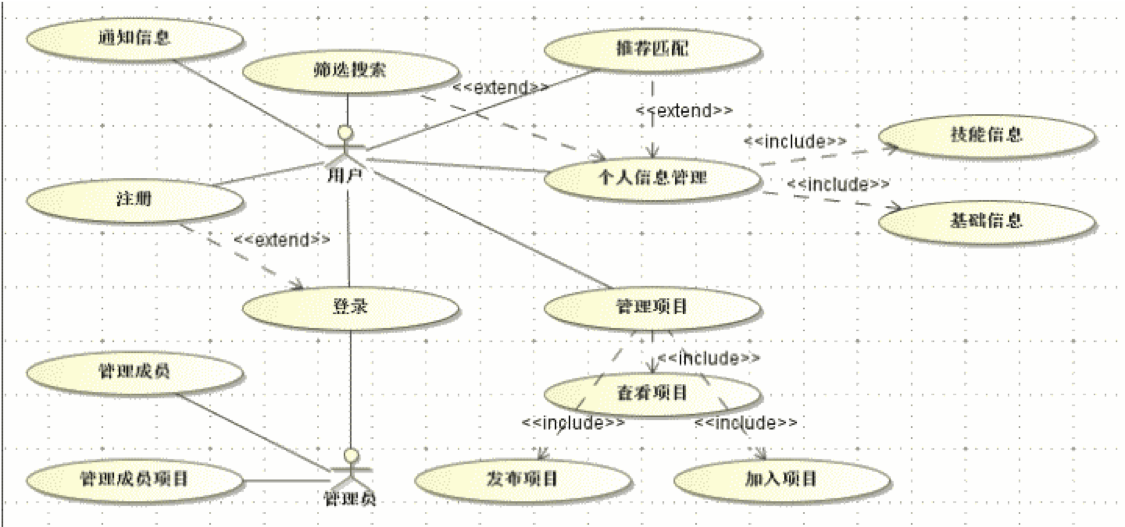 通知信息
筛选搜索
推荐匹配
<<extend>>
<<extend>>
技能信息
<<include>>
用户
个人信息管理
<<include>>
注册
基础信息
<<extend>>
登录
管理项目
<<include>>
管理成员
查看项目
<<include>>
<<include>>
管理成员项目
管理员
发布项目
加入项目